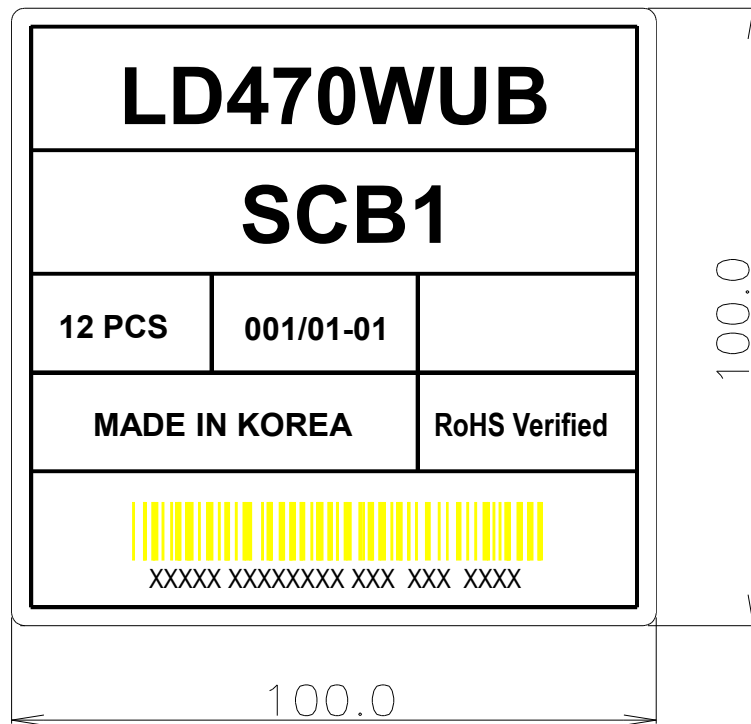 LD470WUB
SCB1
12 PCS 001/01-01
MADE IN KOREA RoHS Verified
XXXXX XXXXXXXX XXX XXX XXXX
100.0
100.0